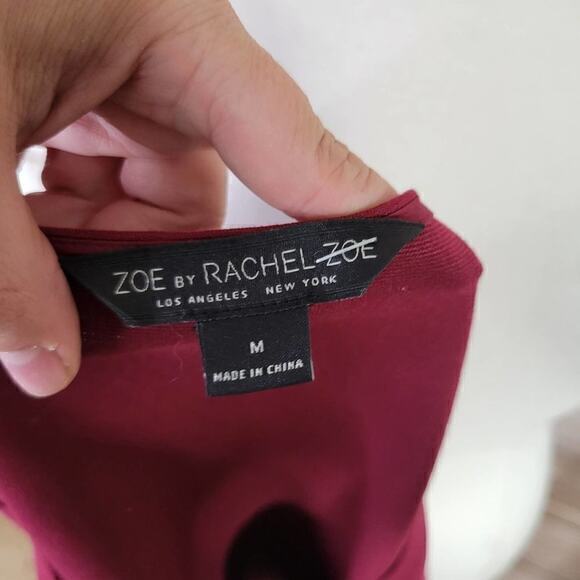 ZOE BY RACHEL ZOE
LOS ANGELES NEW YORK
M
MADE IN CHINA